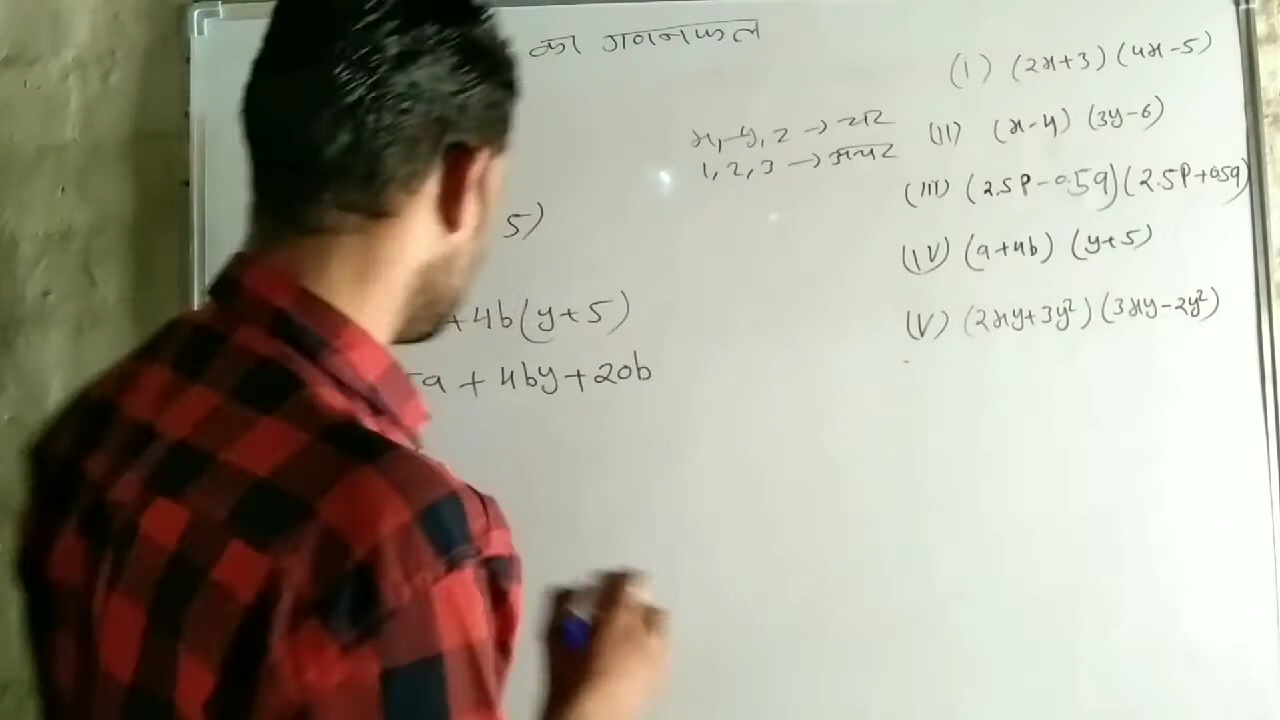 का गुणनफल
x, y, z → चर
1, 2, 3 → अचर
5)
+4b(y+5)
5a + 4by + 20b
(I) (2x+3) (4x-5)
(II) (x-4) (3y-6)
(III) (2.5P-0.5q) (2.5P+0.5q)
(IV) (a+4b) (y+5)
(V) (2xy+3y²) (3xy-2y²)